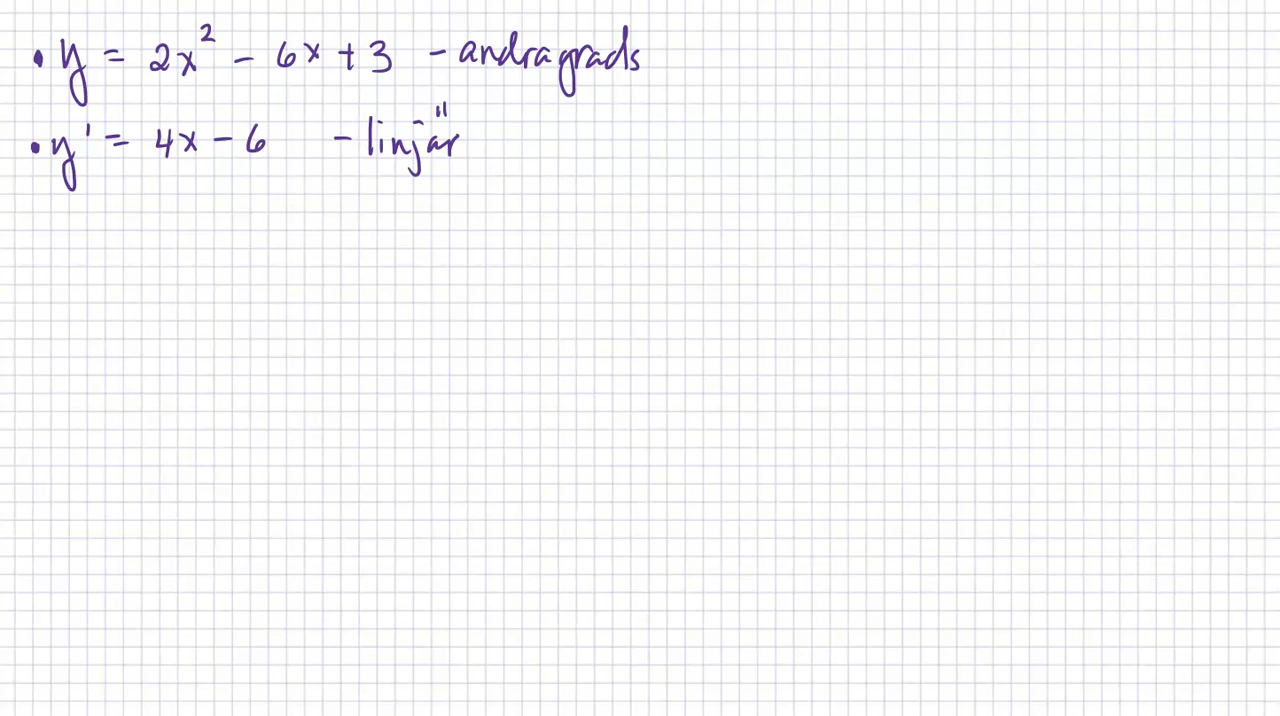 • y = 2x² - 6x + 3 - andragrads
• y' = 4x - 6 - linjär